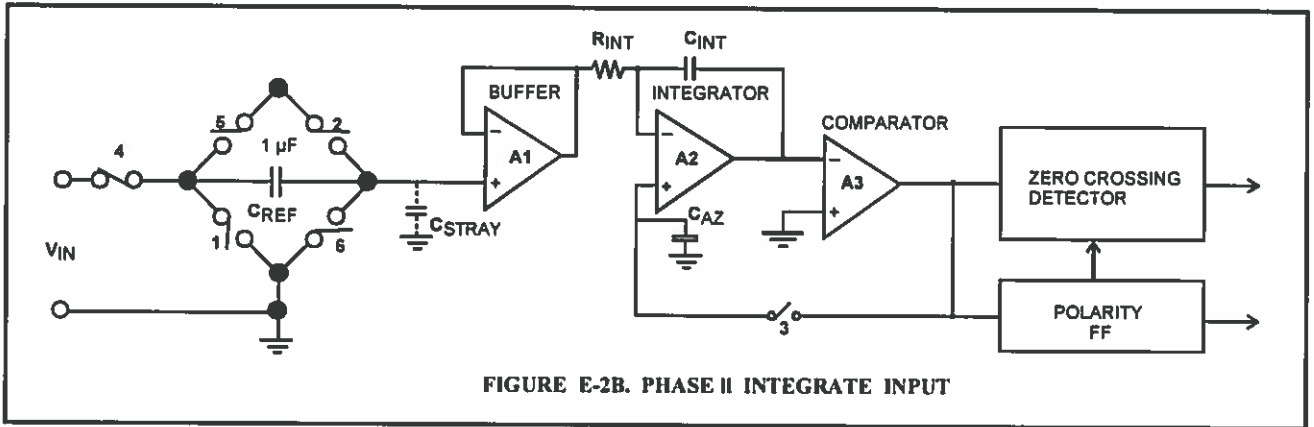 RINT
CINT
BUFFER
INTEGRATOR
5
2
1 µF
4
COMPARATOR
−
A1
+
−
A2
+
−
A3
+
ZERO CROSSING
DETECTOR
CREF
CSTRAY
CAZ
1
6
VIN
3
POLARITY
FF
FIGURE E-2B. PHASE II INTEGRATE INPUT